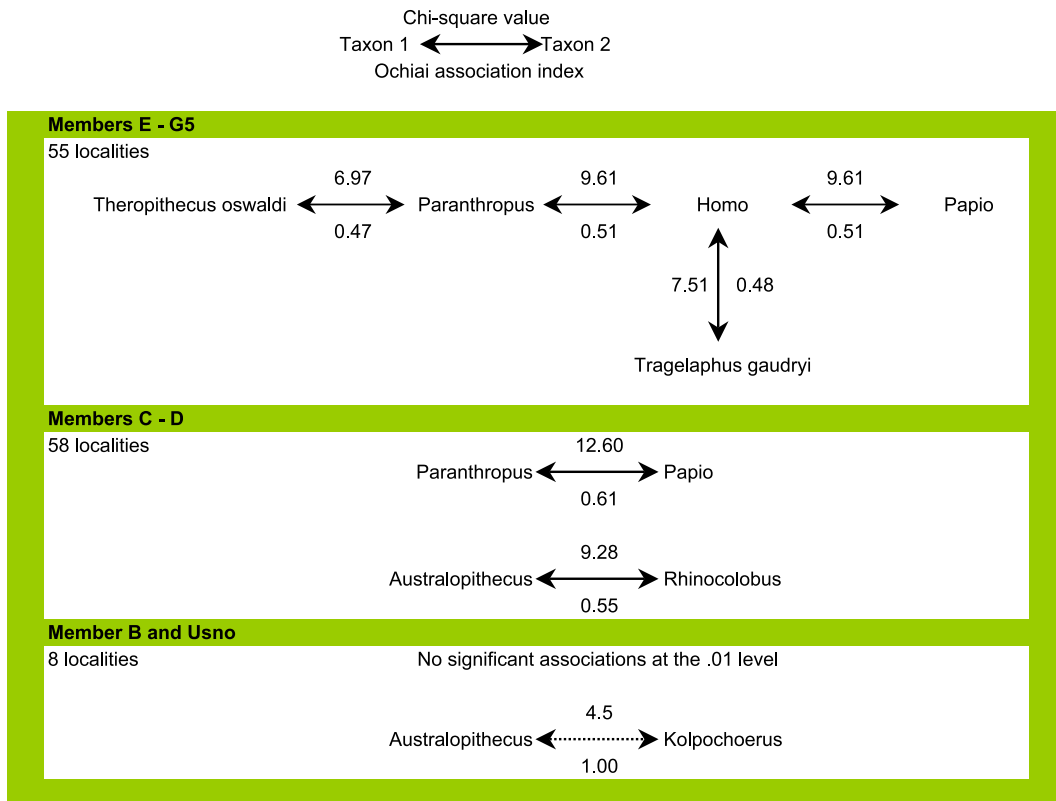 Chi-square value
Taxon 1 Taxon 2
Ochiai association index
Members E - G5
55 localities
6.97 9.61 9.61
Theropithecus oswaldi Paranthropus Homo Papio
0.47 0.51 0.51
7.51 0.48
Tragelaphus gaudryi
Members C - D
58 localities
12.60
Paranthropus Papio
0.61
9.28
Australopithecus Rhinocolobus
0.55
Member B and Usno
8 localities No significant associations at the .01 level
4.5
Australopithecus Kolpochoerus
1.00